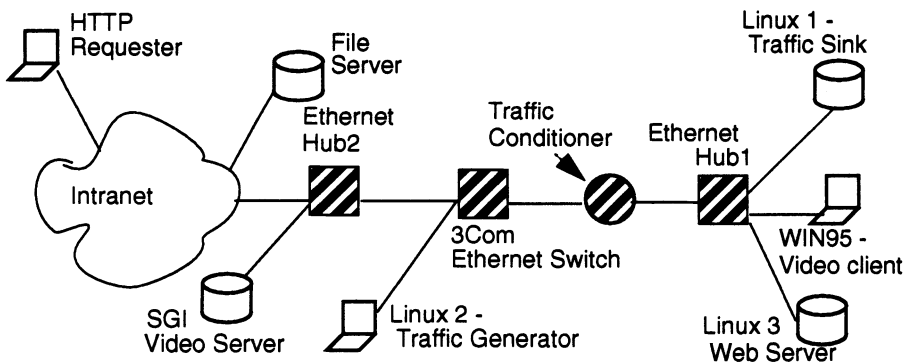 HTTP
Requester
File
Server
Linux 1 -
Traffic Sink
Ethernet
Hub2
Traffic
Conditioner
Ethernet
Hub1
Intranet
3Com
Ethernet Switch
WIN95 -
Video client
SGI
Video Server
Linux 2 -
Traffic Generator
Linux 3
Web Server